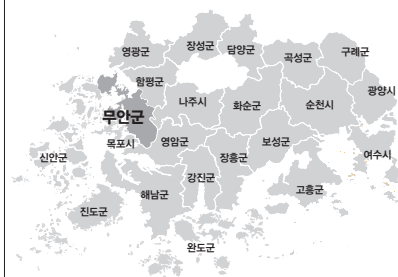 영광군
장성군
담양군
곡성군
구례군
함평군
나주시
화순군
순천시
광양시
무안군
목포시
영암군
보성군
여수시
신안군
장흥군
강진군
해남군
고흥군
진도군
완도군